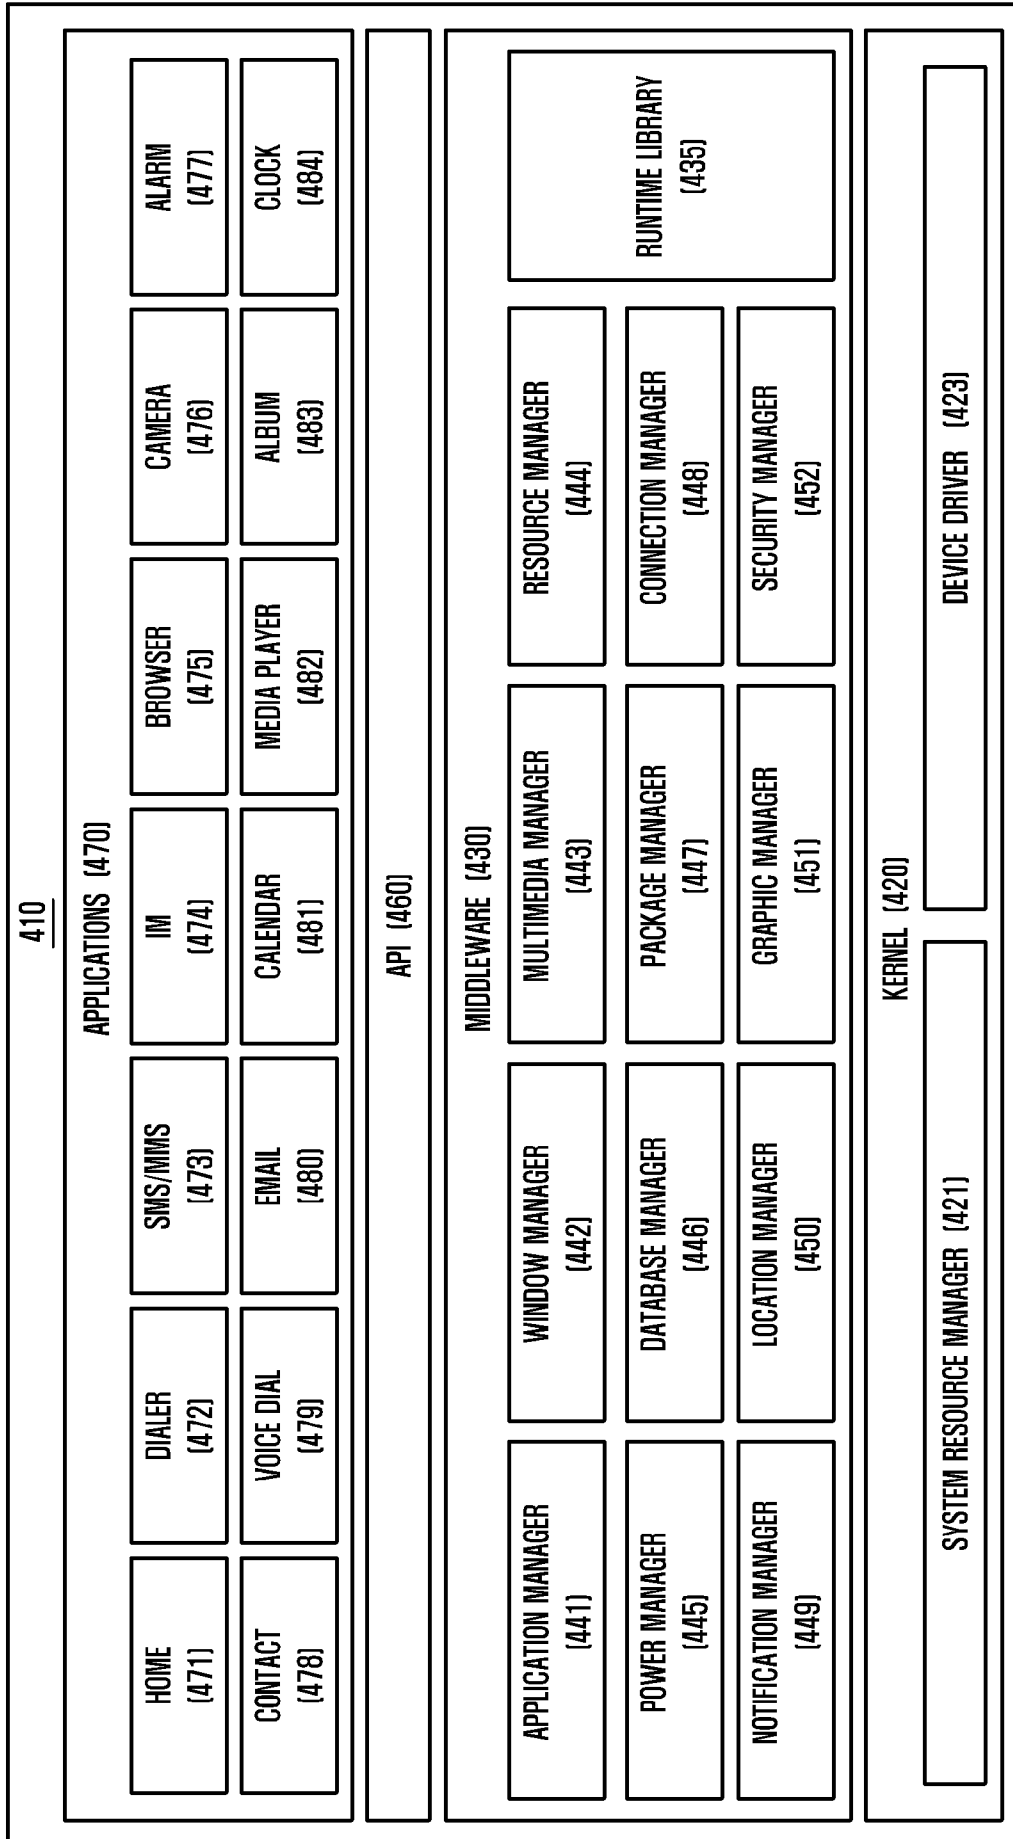 410
APPLICATIONS (470)
HOME
(471)
DIALER
(472)
SMS/MMS
(473)
IM
(474)
BROWSER
(475)
CAMERA
(476)
ALARM
(477)
CONTACT
(478)
VOICE DIAL
(479)
EMAIL
(480)
CALENDAR
(481)
MEDIA PLAYER
(482)
ALBUM
(483)
CLOCK
(484)
API (460)
MIDDLEWARE (430)
APPLICATION MANAGER
(441)
WINDOW MANAGER
(442)
MULTIMEDIA MANAGER
(443)
RESOURCE MANAGER
(444)
POWER MANAGER
(445)
DATABASE MANAGER
(446)
PACKAGE MANAGER
(447)
CONNECTION MANAGER
(448)
NOTIFICATION MANAGER
(449)
LOCATION MANAGER
(450)
GRAPHIC MANAGER
(451)
SECURITY MANAGER
(452)
RUNTIME LIBRARY
(435)
KERNEL (420)
SYSTEM RESOURCE MANAGER (421)
DEVICE DRIVER (423)